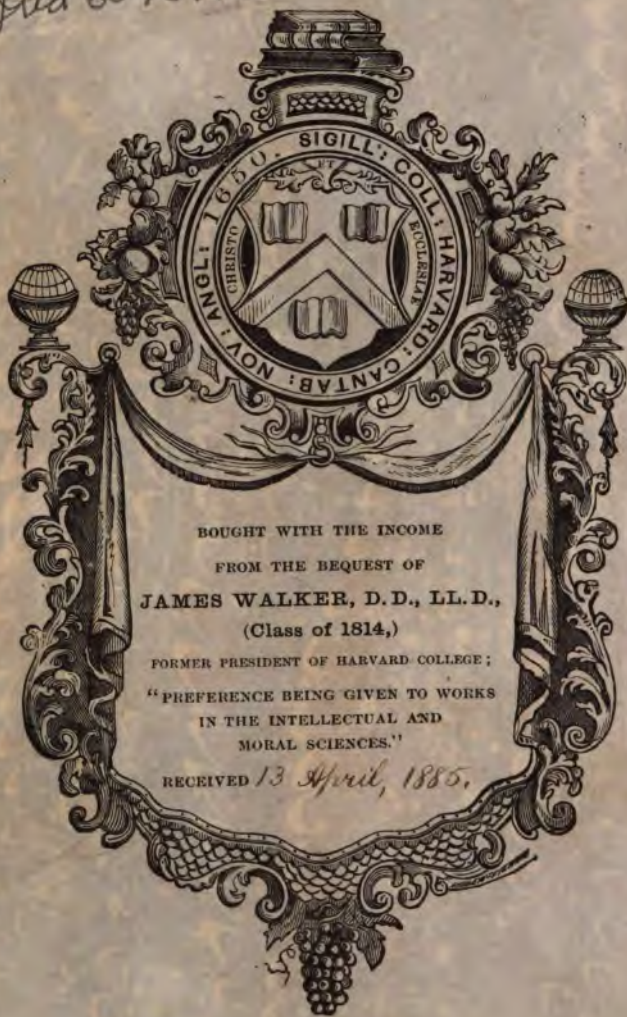 SIGILL: COLL: HARVARD: CANTAB: NOV: ANGL: 1650.
ET
CHRISTO
ECCLESIAE
BOUGHT WITH THE INCOME
FROM THE BEQUEST OF
JAMES WALKER, D.D., LL.D.,
(Class of 1814,)
FORMER PRESIDENT OF HARVARD COLLEGE;
"PREFERENCE BEING GIVEN TO WORKS
IN THE INTELLECTUAL AND
MORAL SCIENCES."
RECEIVED 13 April, 1885.